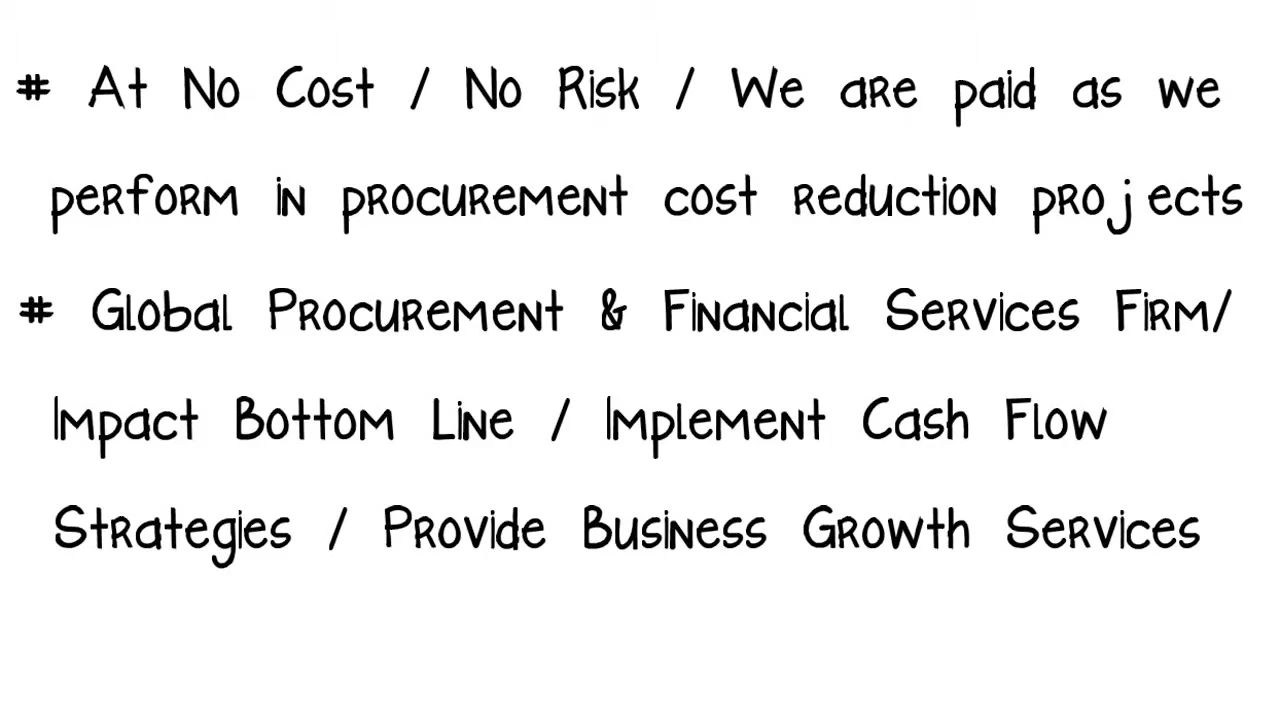 # At No Cost / No Risk / We are paid as we
perform in procurement cost reduction projects
# Global Procurement & Financial Services Firm/
Impact Bottom Line / Implement Cash Flow
Strategies / Provide Business Growth Services